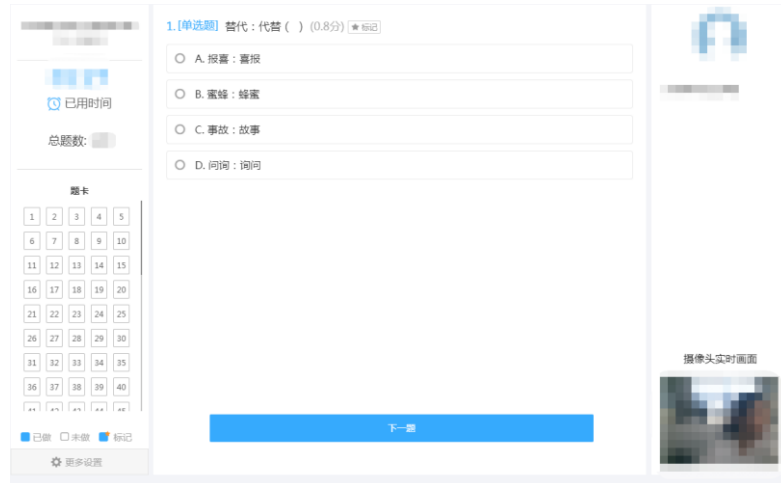 1.[单选题] 替代：代替（ ）(0.8分) ★标记
A. 报喜：喜报
B. 蜜蜂：蜂蜜
C. 事故：故事
D. 问询：询问
已用时间
总题数:
题卡
1 2 3 4 5
6 7 8 9 10
11 12 13 14 15
16 17 18 19 20
21 22 23 24 25
26 27 28 29 30
31 32 33 34 35
36 37 38 39 40
已做 未做 标记
更多设置
下一题
摄像头实时画面